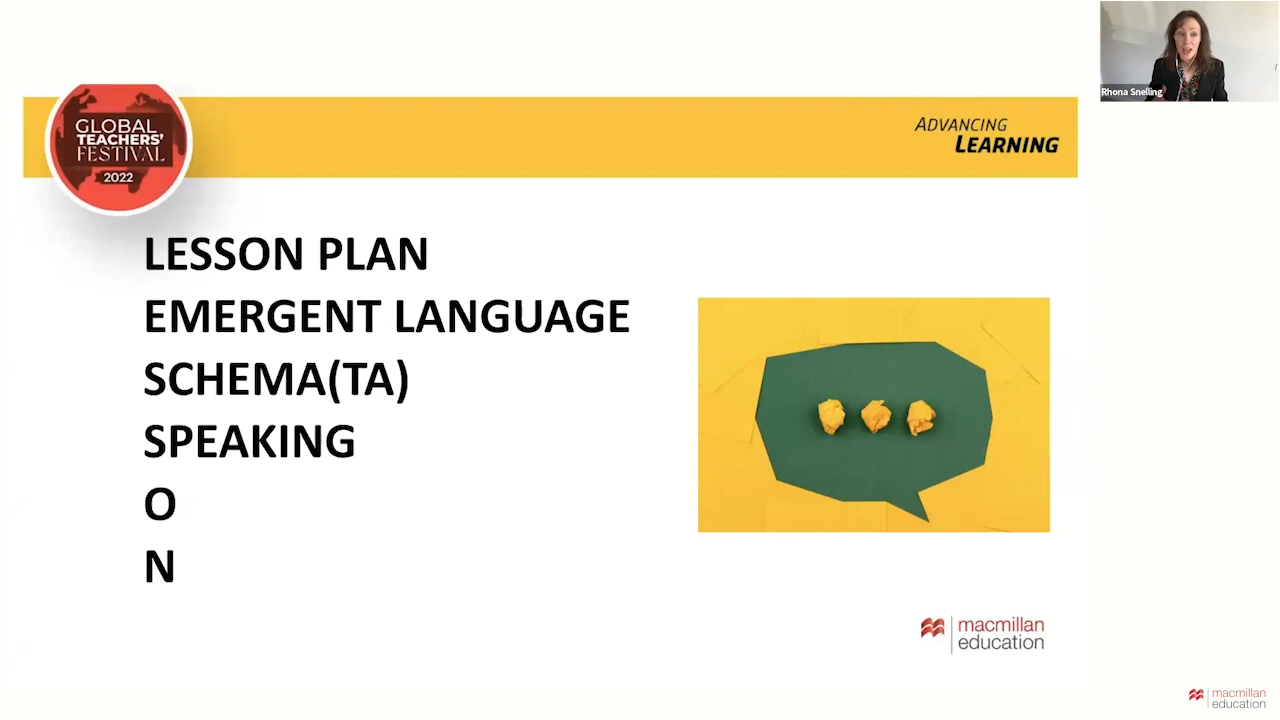 Rhona Snelling
GLOBAL
TEACHERS'
FESTIVAL
2022
ADVANCING
LEARNING
LESSON PLAN
EMERGENT LANGUAGE
SCHEMA(TA)
SPEAKING
O
N
macmillan
education
macmillan
education